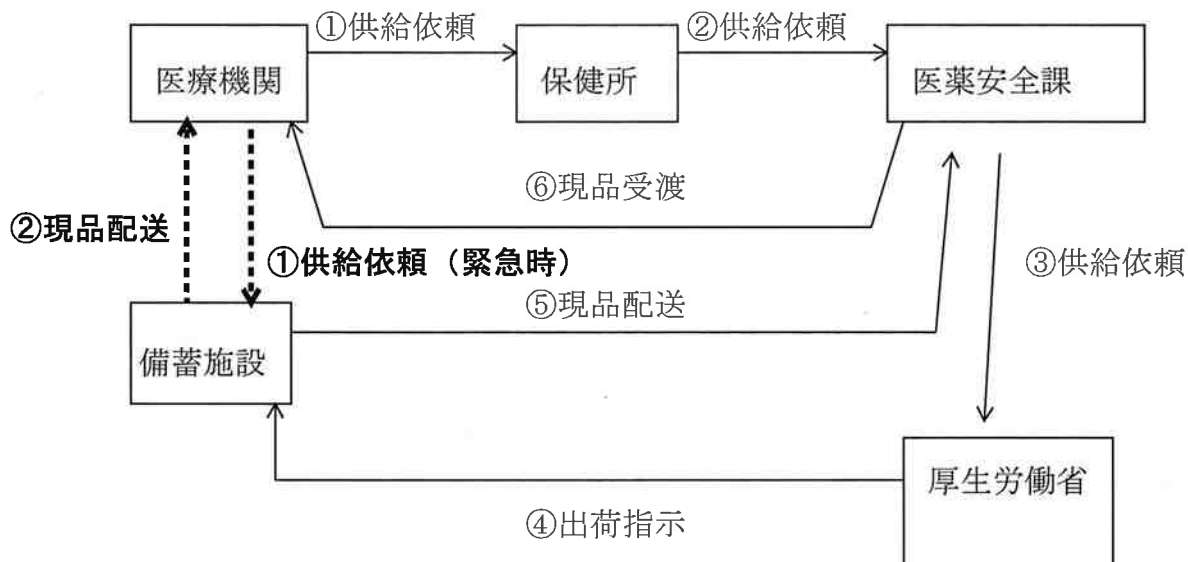 ①供給依頼
②供給依頼
医療機関
保健所
医薬安全課
⑥現品受渡
②現品配送
①供給依頼（緊急時）
③供給依頼
⑤現品配送
備蓄施設
厚生労働省
④出荷指示